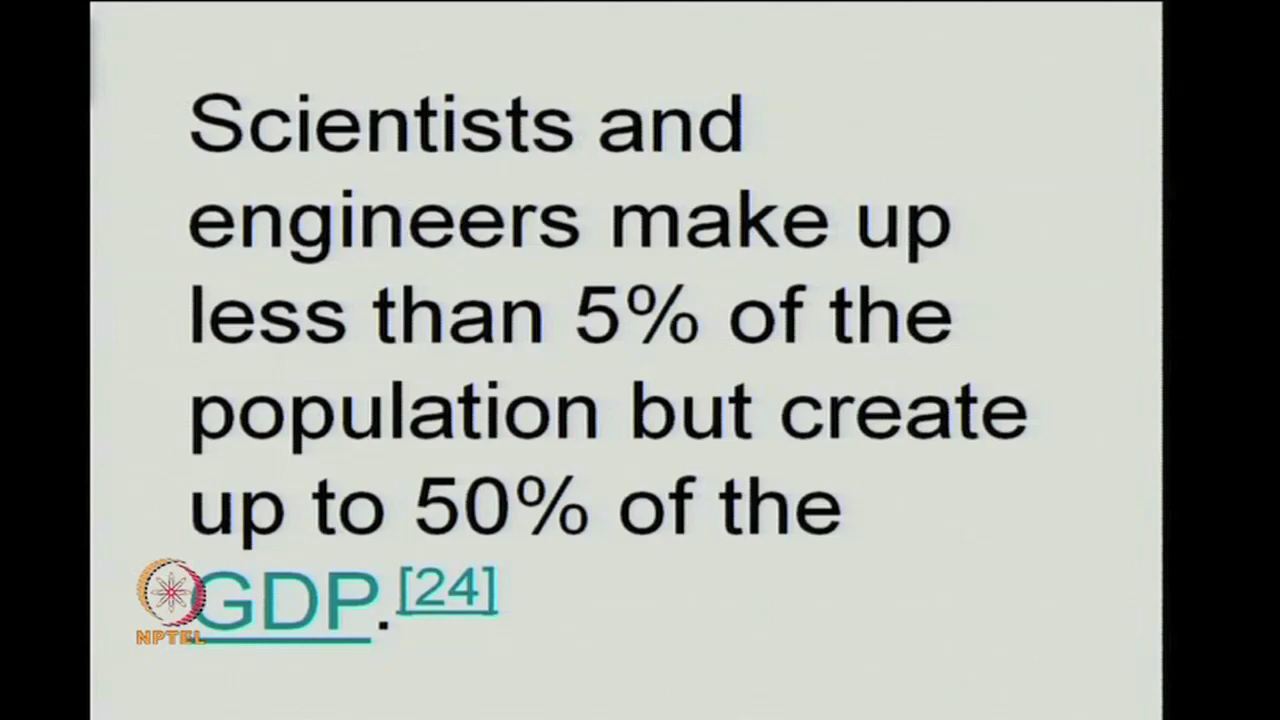 Scientists and
engineers make up
less than 5% of the
population but create
up to 50% of the
GDP.[24]
NPTEL